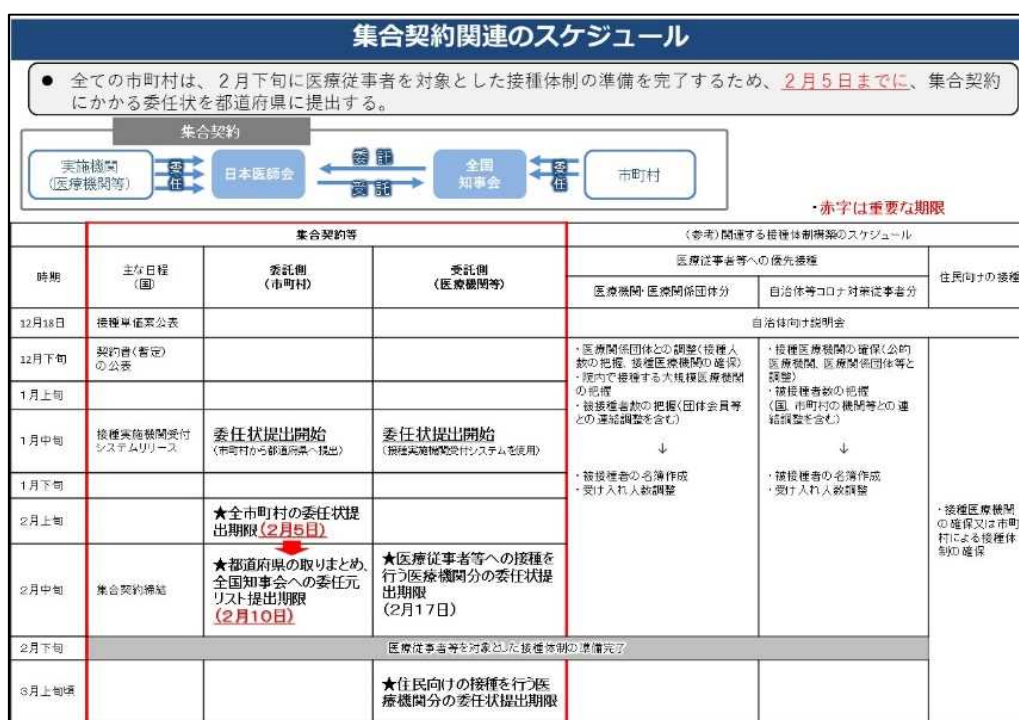 集合契約関連のスケジュール
● 全ての市町村は、２月下旬に医療従事者を対象とした接種体制の準備を完了するため、２月５日までに、集合契約
にかかる委任状を都道府県に提出する。
集合契約
実施機関
(医療機関等)
委任
日本医師会
委 託
受 託
全国
知事会
委任
市町村
・赤字は重要な期限
集合契約等
(参考)関連する接種体制構築のスケジュール
時期
主な日程
(国)
委託側
(市町村)
受託側
(医療機関等)
医療従事者等への優先接種
住民向けの接種
医療機関・医療関係団体分
自治体等コロナ対策従事者分
12月18日
接種単価案公表
自治体向け説明会
12月下旬
契約書(暫定)
の公表
・医療関係団体との調整(接種人
数の把握、接種医療機関の確保)
・院内で接種する大規模医療機関
の把握
・被接種者数の把握(団体会員等
との連絡調整を含む)
↓
・被接種者の名簿作成
・受け入れ人数調整
・接種医療機関の確保(公的
医療機関、医療関係団体等と
調整)
・被接種者数の把握
(国、市町村の機関等との連
絡調整を含む)
↓
・被接種者の名簿作成
・受け入れ人数調整
1月上旬
1月中旬
接種実施機関受付
システムリリース
委任状提出開始
(市町村から都道府県へ提出)
委任状提出開始
(接種実施機関受付システムを使用)
1月下旬
2月上旬
★全市町村の委任状提
出期限(2月5日)
・接種医療機関
の確保又は市町
村による接種体
制の確保
2月中旬
集合契約締結
★都道府県の取りまとめ、
全国知事会への委任元
リスト提出期限
(2月10日)
★医療従事者等への接種を
行う医療機関分の委任状提
出期限
(2月17日)
2月下旬
医療従事者等を対象とした接種体制の準備完了
3月上旬頃
★住民向けの接種を行う医
療機関分の委任状提出期限